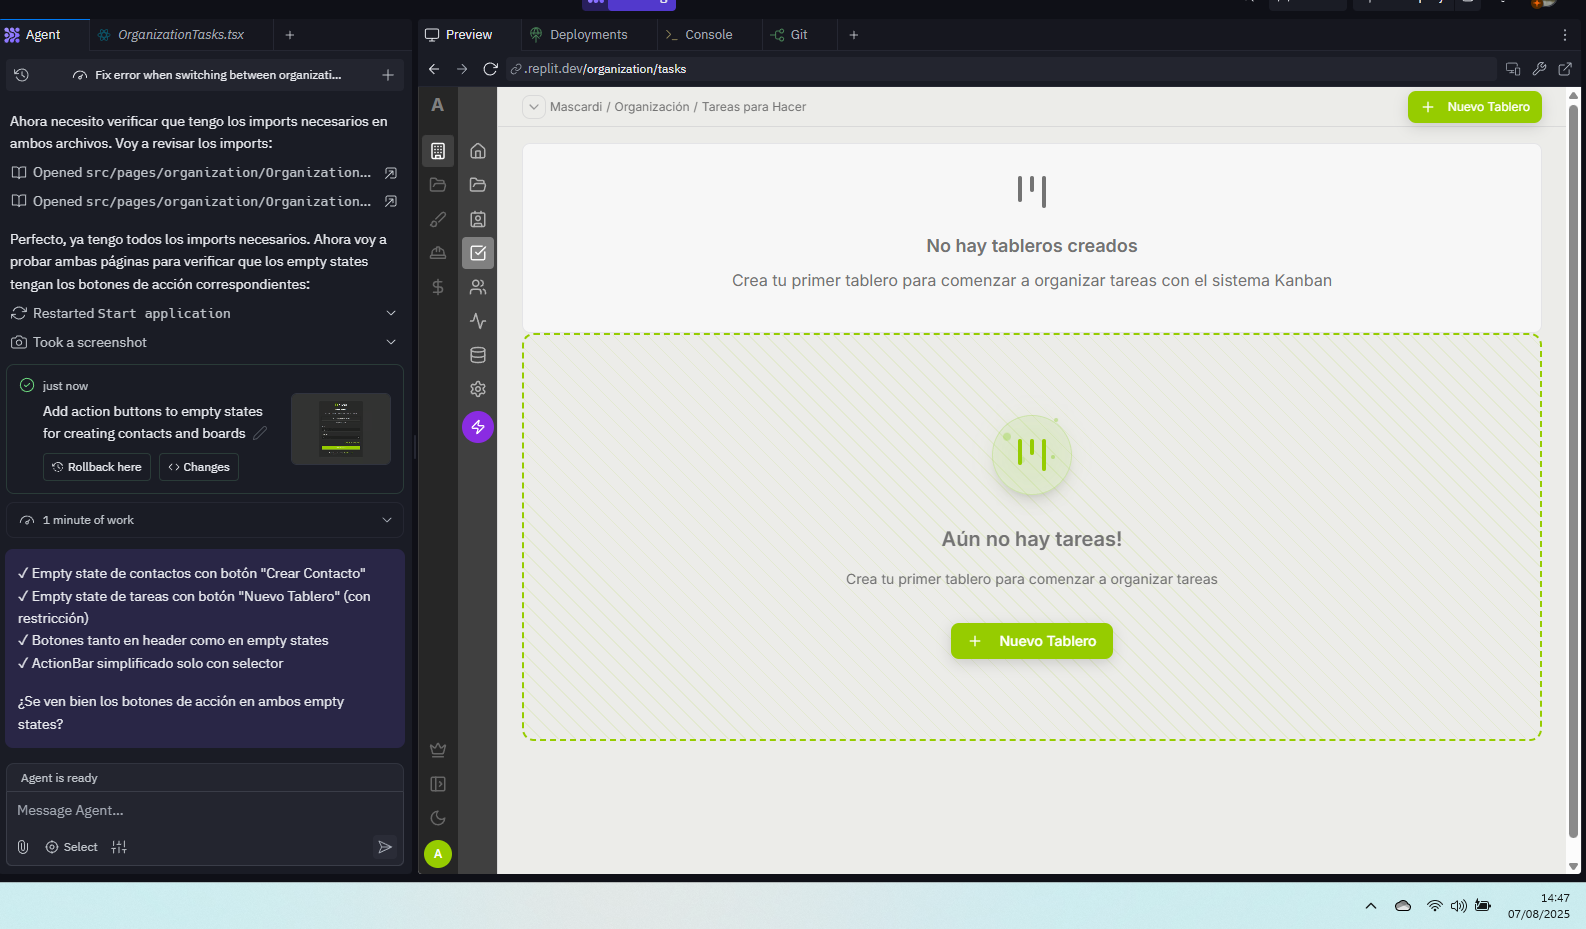 Agent
OrganizationTasks.tsx
Fix error when switching between organizati...
Ahora necesito verificar que tengo los imports necesarios en
ambos archivos. Voy a revisar los imports:
Opened src/pages/organization/Organization...
Opened src/pages/organization/Organization...
Perfecto, ya tengo todos los imports necesarios. Ahora voy a
probar ambas páginas para verificar que los empty states
tengan los botones de acción correspondientes:
Restarted Start application
Took a screenshot
just now
Add action buttons to empty states
for creating contacts and boards
Rollback here
Changes
1 minute of work
✓ Empty state de contactos con botón "Crear Contacto"
✓ Empty state de tareas con botón "Nuevo Tablero" (con
restricción)
✓ Botones tanto en header como en empty states
✓ ActionBar simplificado solo con selector
¿Se ven bien los botones de acción en ambos empty
states?
Agent is ready
Message Agent...
Select
Preview
Deployments
Console
Git
.replit.dev/organization/tasks
A
Mascardi / Organización / Tareas para Hacer
Nuevo Tablero
No hay tableros creados
Crea tu primer tablero para comenzar a organizar tareas con el sistema Kanban
Aún no hay tareas!
Crea tu primer tablero para comenzar a organizar tareas
Nuevo Tablero
A
14:47
07/08/2025